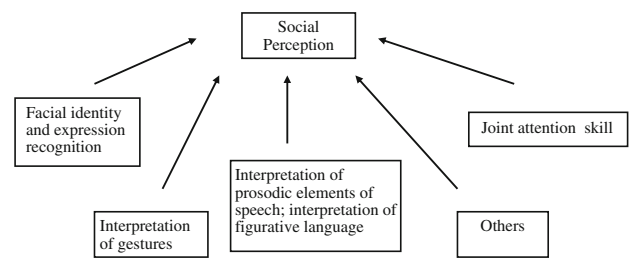 Social
Perception
Facial identity
and expression
recognition
Joint attention skill
Interpretation of
prosodic elements of
speech; interpretation of
figurative language
Interpretation
of gestures
Others